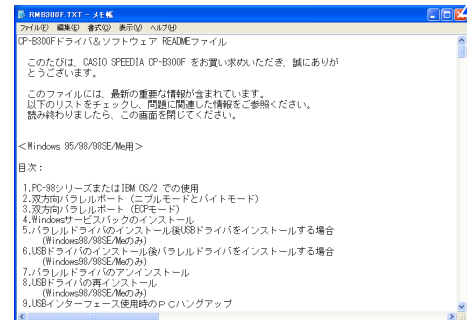 RMB300F.TXT - メモ帳
ファイル(F) 編集(E) 書式(O) 表示(V) ヘルプ(H)
CP-B300Fドライバ&ソフトウェア READMEファイル
このたびは、CASIO SPEEDIA CP-B300F をお買い求めいただき、誠にありが
とうございます。
このファイルには、最新の重要な情報が含まれています。
以下のリストをチェックし、問題に関連した情報をご参照ください。
読み終わりましたら、この画面を閉じてください。
＜Windows 95/98/98SE/Me用＞
目次：
1.PC-98シリーズまたはIBM OS/2 での使用
2.双方向パラレルポート（ニブルモードとバイトモード）
3.双方向パラレルポート（ECPモード）
4.Windowsサービスパックのインストール
5.パラレルドライバのインストール後USBドライバをインストールする場合
(Windows98/98SE/Meのみ)
6.USBドライバのインストール後パラレルドライバをインストールする場合
(Windows98/98SE/Meのみ)
7.パラレルドライバのアンインストール
8.USBドライバの再インストール
(Windows98/98SE/Meのみ)
9.USBインターフェース使用時のＰＣハングアップ